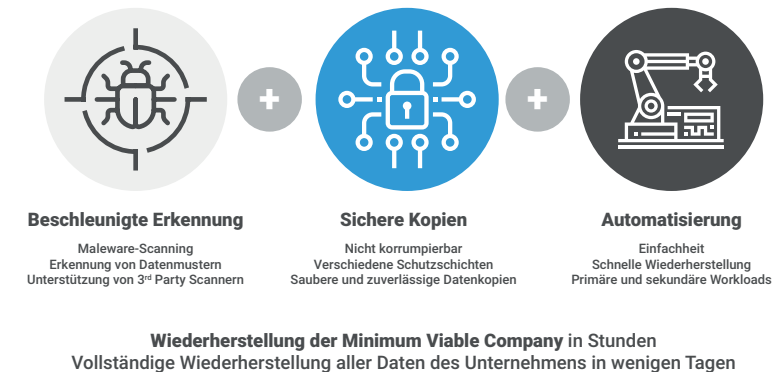 Beschleunigte Erkennung
Maleware-Scanning
Erkennung von Datenmustern
Unterstützung von 3rd Party Scannern
Sichere Kopien
Nicht korrumpierbar
Verschiedene Schutzschichten
Saubere und zuverlässige Datenkopien
Automatisierung
Einfachheit
Schnelle Wiederherstellung
Primäre und sekundäre Workloads
Wiederherstellung der Minimum Viable Company in Stunden
Vollständige Wiederherstellung aller Daten des Unternehmens in wenigen Tagen